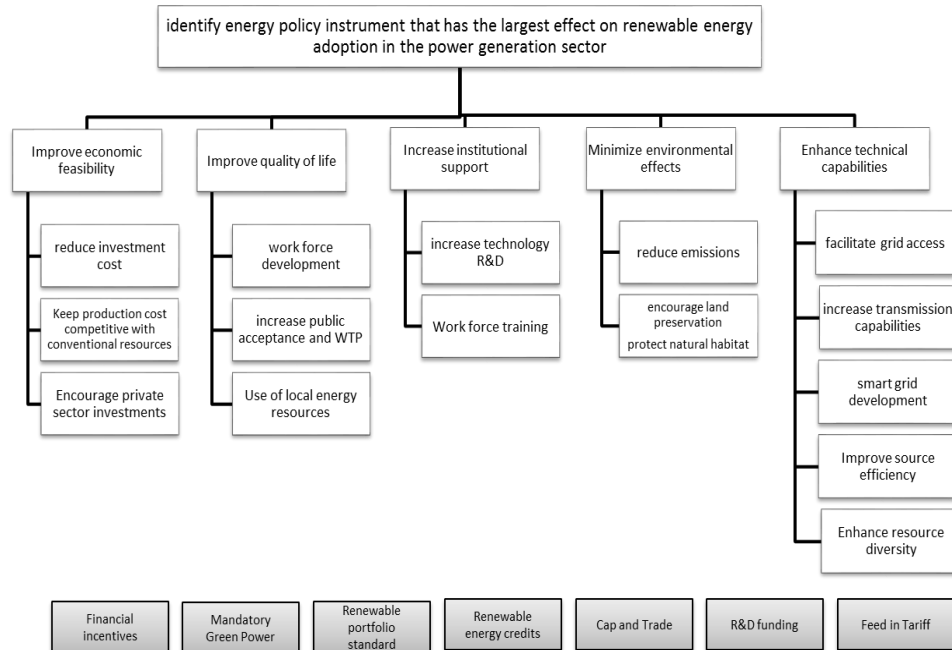 identify energy policy instrument that has the largest effect on renewable energy
adoption in the power generation sector
Improve economic
feasibility
Improve quality of life
Increase institutional
support
Minimize environmental
effects
Enhance technical
capabilities
reduce investment
cost
Keep production cost
competitive with
conventional resources
Encourage private
sector investments
work force
development
increase public
acceptance and WTP
Use of local energy
resources
increase technology
R&D
Work force training
reduce emissions
encourage land
preservation
protect natural habitat
facilitate grid access
increase transmission
capabilities
smart grid
development
Improve source
efficiency
Enhance resource
diversity
Financial
incentives
Mandatory
Green Power
Renewable
portfolio
standard
Renewable
energy credits
Cap and Trade
R&D funding
Feed in Tariff